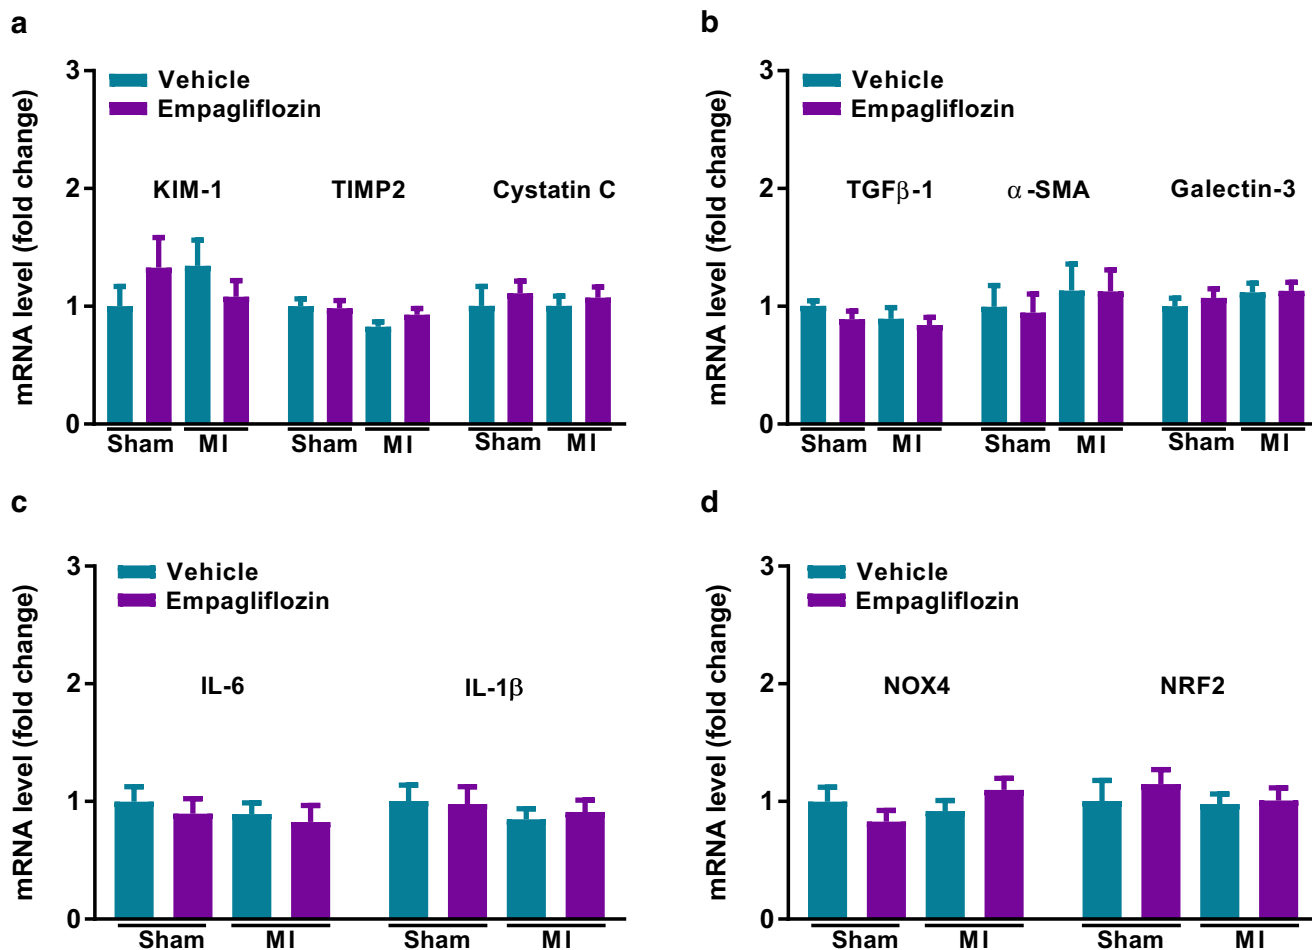 a
mRNA level (fold change)
3
2
1
0
Vehicle
Empagliflozin
KIM-1 TIMP2 Cystatin C
Sham MI Sham MI Sham MI
b
mRNA level (fold change)
3
2
1
0
Vehicle
Empagliflozin
TGFβ-1 α-SMA Galectin-3
Sham MI Sham MI Sham MI
c
mRNA level (fold change)
3
2
1
0
Vehicle
Empagliflozin
IL-6 IL-1β
Sham MI Sham MI
d
mRNA level (fold change)
3
2
1
0
Vehicle
Empagliflozin
NOX4 NRF2
Sham MI Sham MI